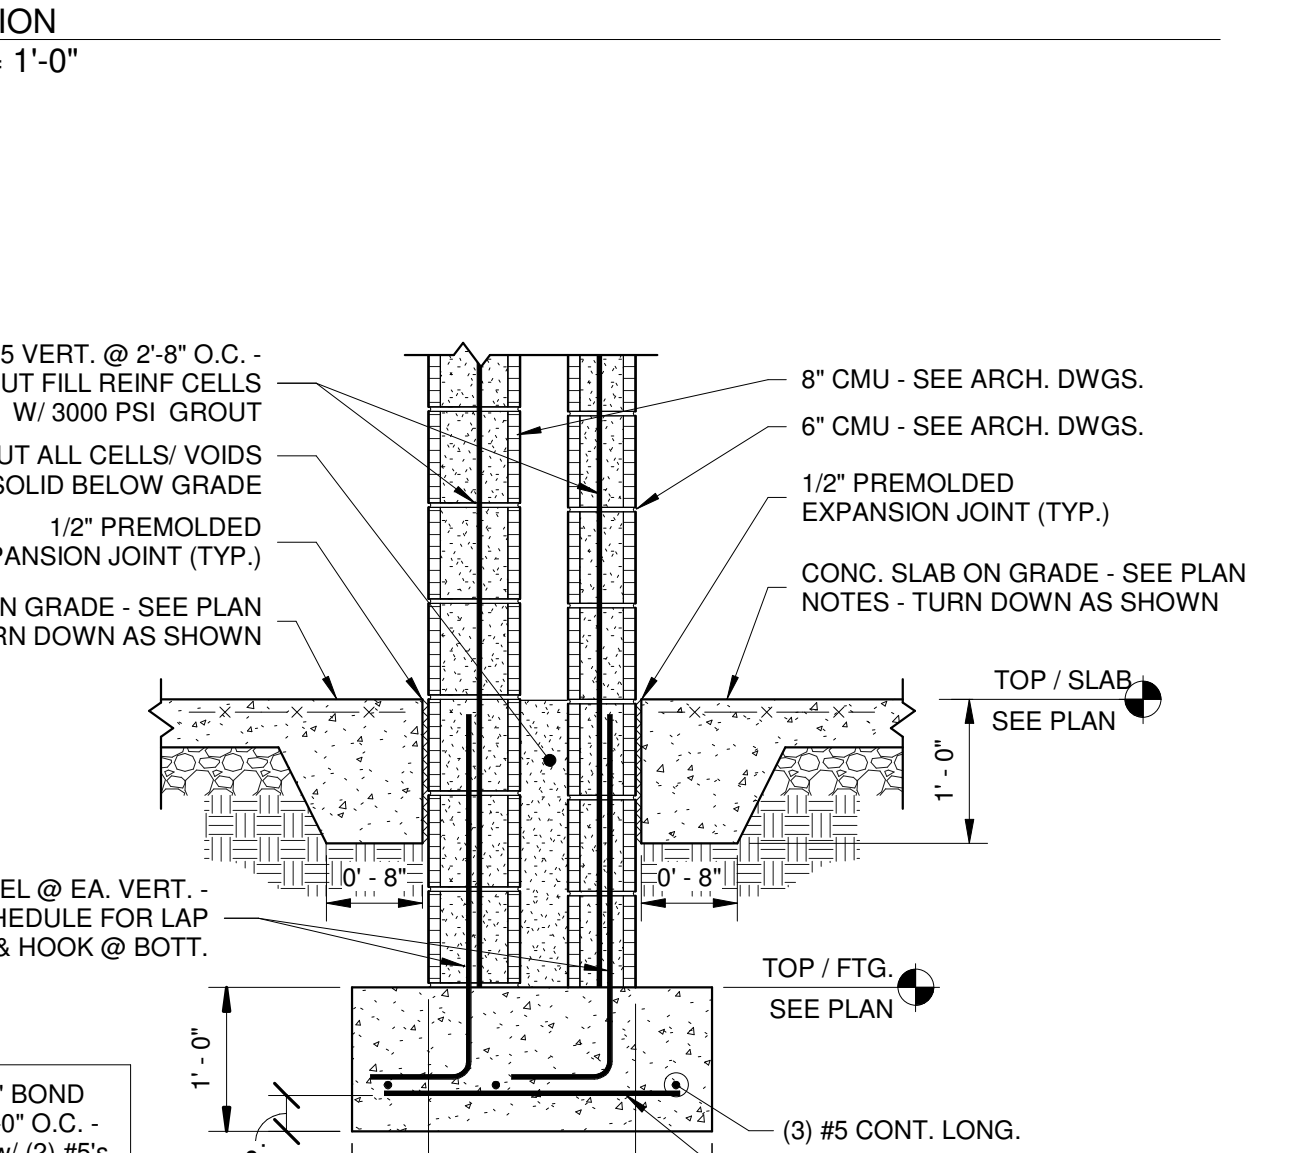 ION
= 1'-0"
5 VERT. @ 2'-8" O.C. -
UT FILL REINF CELLS
W/ 3000 PSI GROUT
UT ALL CELLS/ VOIDS
SOLID BELOW GRADE
1/2" PREMOLDED
PANSION JOINT (TYP.)
N GRADE - SEE PLAN
RN DOWN AS SHOWN
8" CMU - SEE ARCH. DWGS.
6" CMU - SEE ARCH. DWGS.
1/2" PREMOLDED
EXPANSION JOINT (TYP.)
CONC. SLAB ON GRADE - SEE PLAN
NOTES - TURN DOWN AS SHOWN
TOP / SLAB
SEE PLAN
1' - 0"
0' - 8"
0' - 8"
EL @ EA. VERT. -
HEDULE FOR LAP
& HOOK @ BOTT.
TOP / FTG.
SEE PLAN
1' - 0"
" BOND
-0" O.C. -
w/ (2) #5's
(3) #5 CONT. LONG.